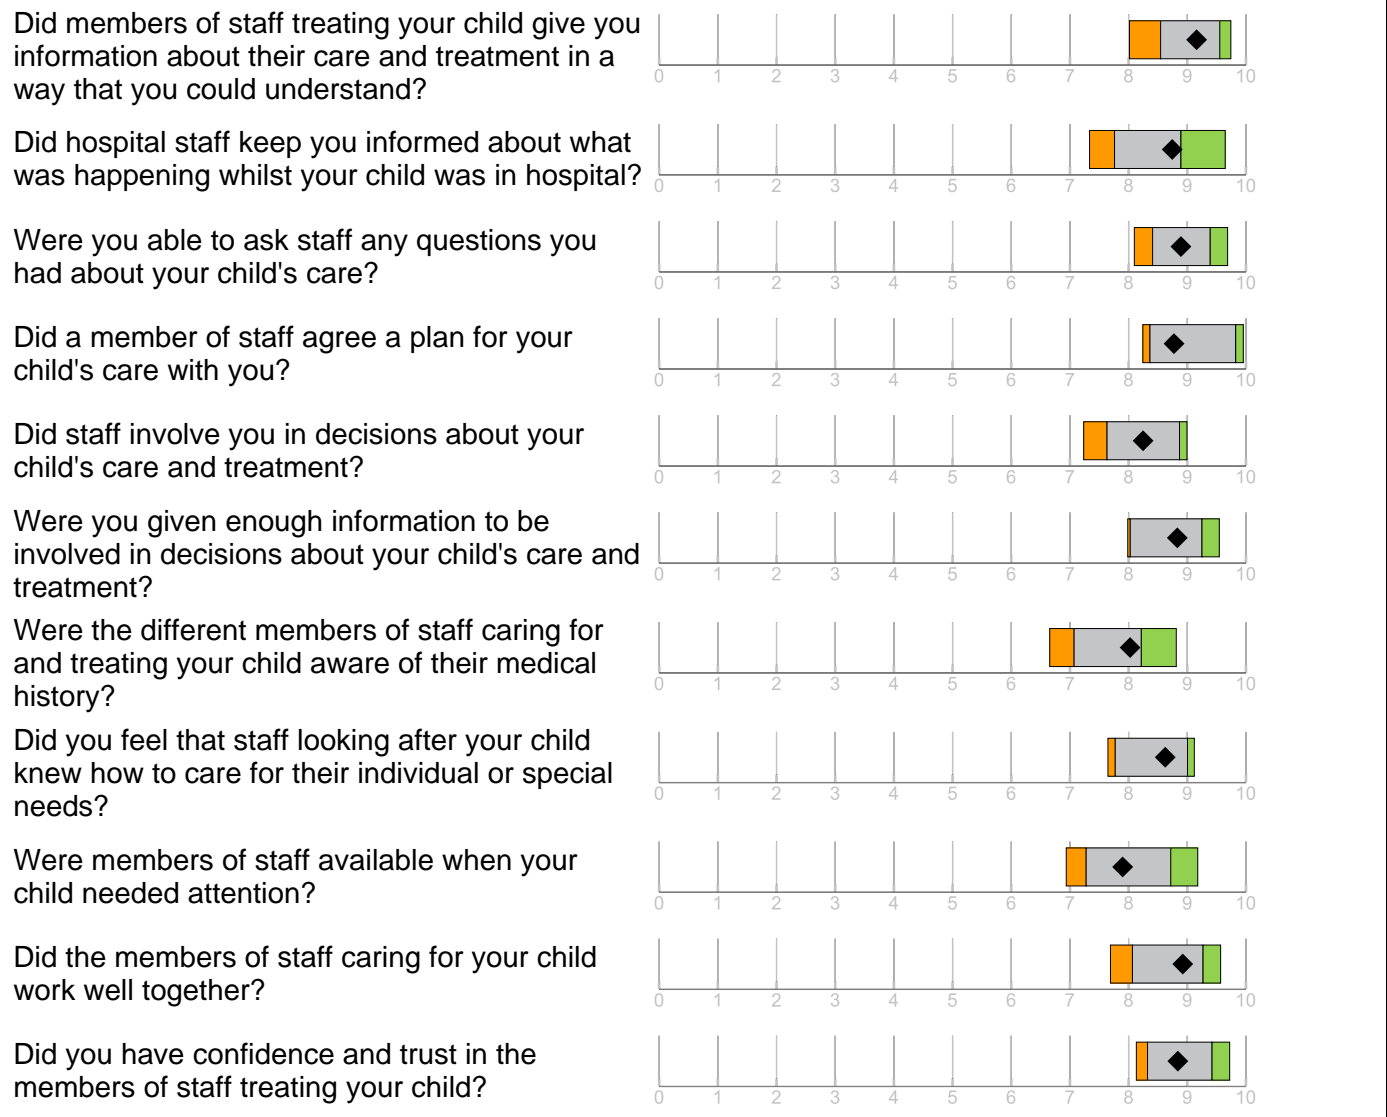 Did members of staff treating your child give you
information about their care and treatment in a
way that you could understand?
0 1 2 3 4 5 6 7 8 9 10
Did hospital staff keep you informed about what
was happening whilst your child was in hospital?
0 1 2 3 4 5 6 7 8 9 10
Were you able to ask staff any questions you
had about your child's care?
0 1 2 3 4 5 6 7 8 9 10
Did a member of staff agree a plan for your
child's care with you?
0 1 2 3 4 5 6 7 8 9 10
Did staff involve you in decisions about your
child's care and treatment?
0 1 2 3 4 5 6 7 8 9 10
Were you given enough information to be
involved in decisions about your child's care and
treatment?
0 1 2 3 4 5 6 7 8 9 10
Were the different members of staff caring for
and treating your child aware of their medical
history?
0 1 2 3 4 5 6 7 8 9 10
Did you feel that staff looking after your child
knew how to care for their individual or special
needs?
0 1 2 3 4 5 6 7 8 9 10
Were members of staff available when your
child needed attention?
0 1 2 3 4 5 6 7 8 9 10
Did the members of staff caring for your child
work well together?
0 1 2 3 4 5 6 7 8 9 10
Did you have confidence and trust in the
members of staff treating your child?
0 1 2 3 4 5 6 7 8 9 10